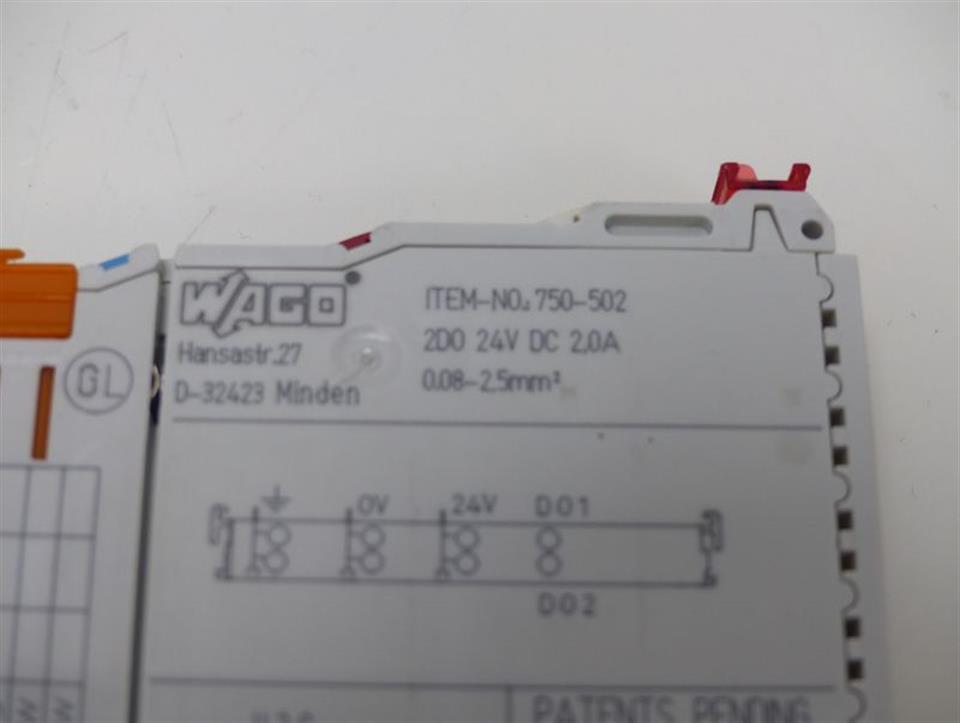 WAGO
Hansastr.27
D-32423 Minden
ITEM-NO.:750-502
2DO 24V DC 2,0A
0.08-2.5mm²
GL
0V 24V DO1
DO2
PATENTS PENDING